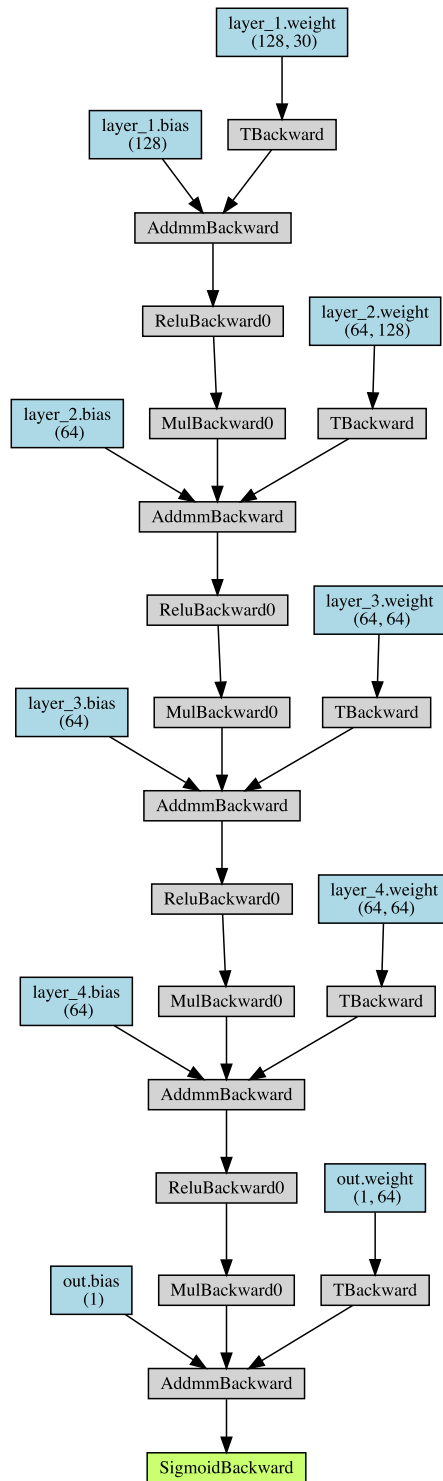 layer_1.weight
(128, 30)
layer_1.bias
(128)
TBackward
AddmmBackward
ReluBackward0
layer_2.weight
(64, 128)
layer_2.bias
(64)
MulBackward0
TBackward
AddmmBackward
ReluBackward0
layer_3.weight
(64, 64)
layer_3.bias
(64)
MulBackward0
TBackward
AddmmBackward
ReluBackward0
layer_4.weight
(64, 64)
layer_4.bias
(64)
MulBackward0
TBackward
AddmmBackward
ReluBackward0
out.weight
(1, 64)
out.bias
(1)
MulBackward0
TBackward
AddmmBackward
SigmoidBackward